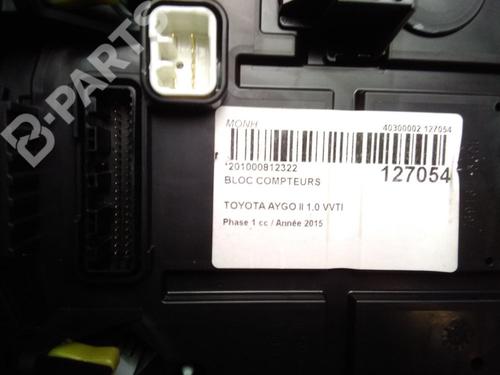 MONH
40300002 127054
*201000812322
BLOC COMPTEURS
127054
TOYOTA AYGO II 1.0 VVTI
Phase 1 cc / Année 2015
B-PARTS